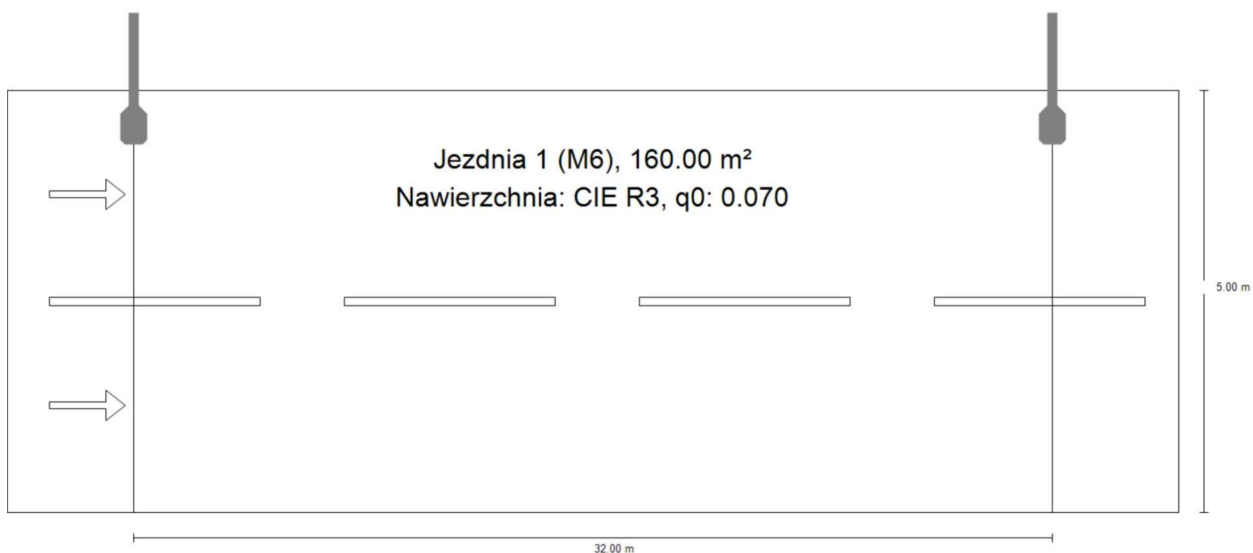 Jezdnia 1 (M6), 160.00 m²
Nawierzchnia: CIE R3, q0: 0.070
5.00 m
32.00 m